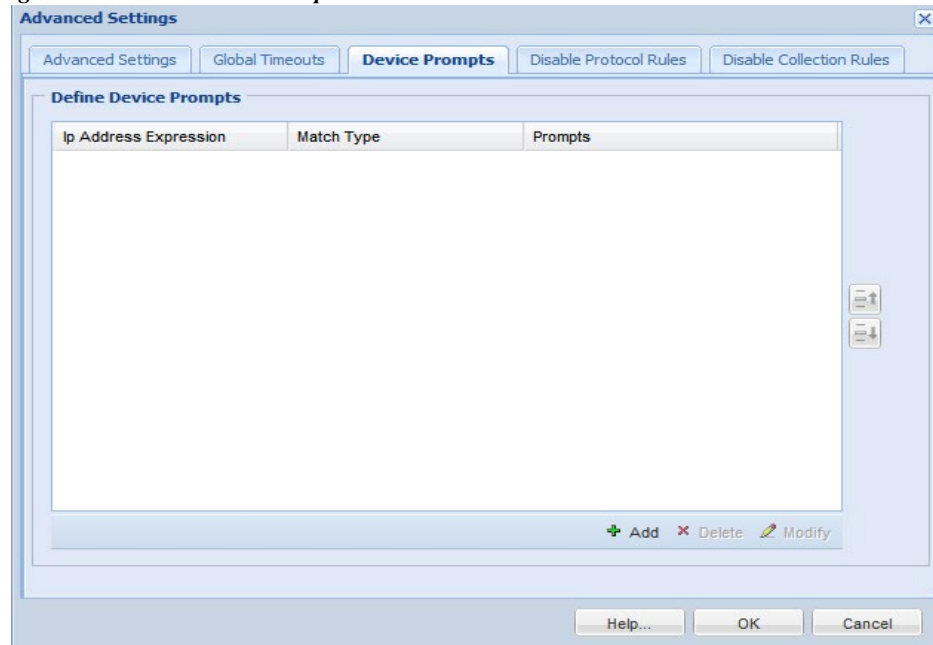 Advanced Settings
Advanced Settings Global Timeouts Device Prompts Disable Protocol Rules Disable Collection Rules
Define Device Prompts
Ip Address Expression Match Type Prompts
Add Delete Modify
Help... OK Cancel